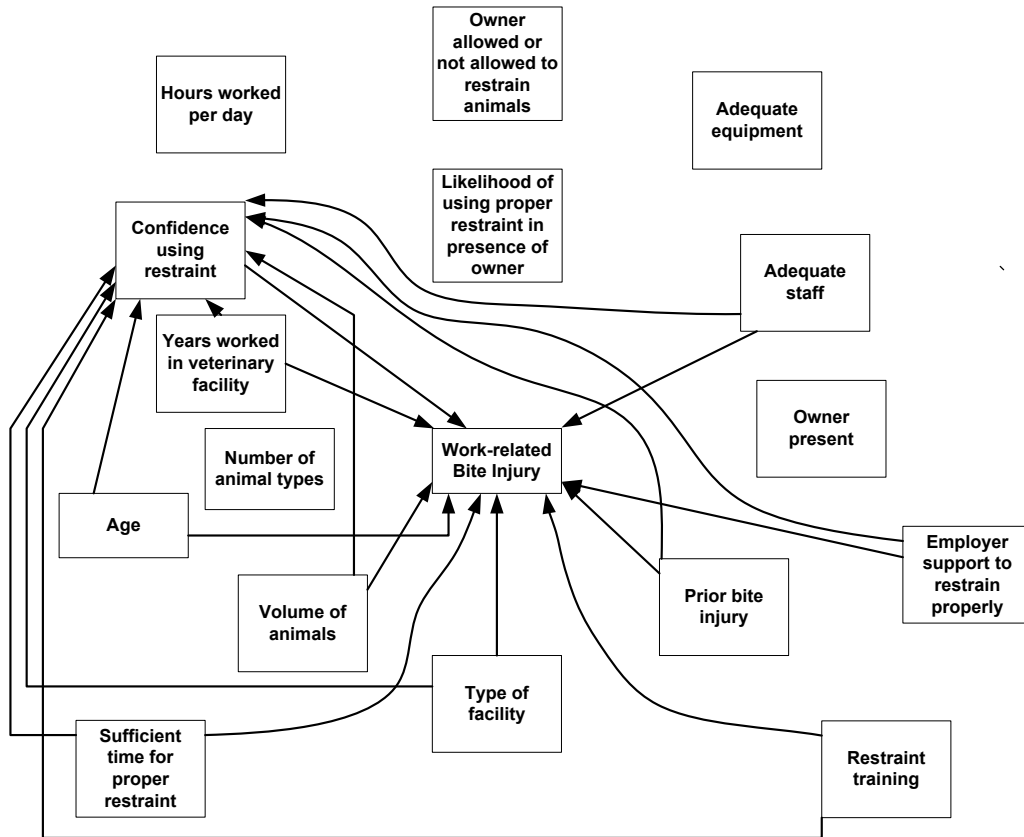 Owner
allowed or
not allowed to
restrain
animals
Hours worked
per day
Adequate
equipment
Likelihood of
using proper
restraint in
presence of
owner
Confidence
using
restraint
Adequate
staff
`
Years worked
in veterinary
facility
Owner
present
Work-related
Bite Injury
Number of
animal types
Age
Employer
support to
restrain
properly
Volume of
animals
Prior bite
injury
Type of
facility
Sufficient
time for
proper
restraint
Restraint
training